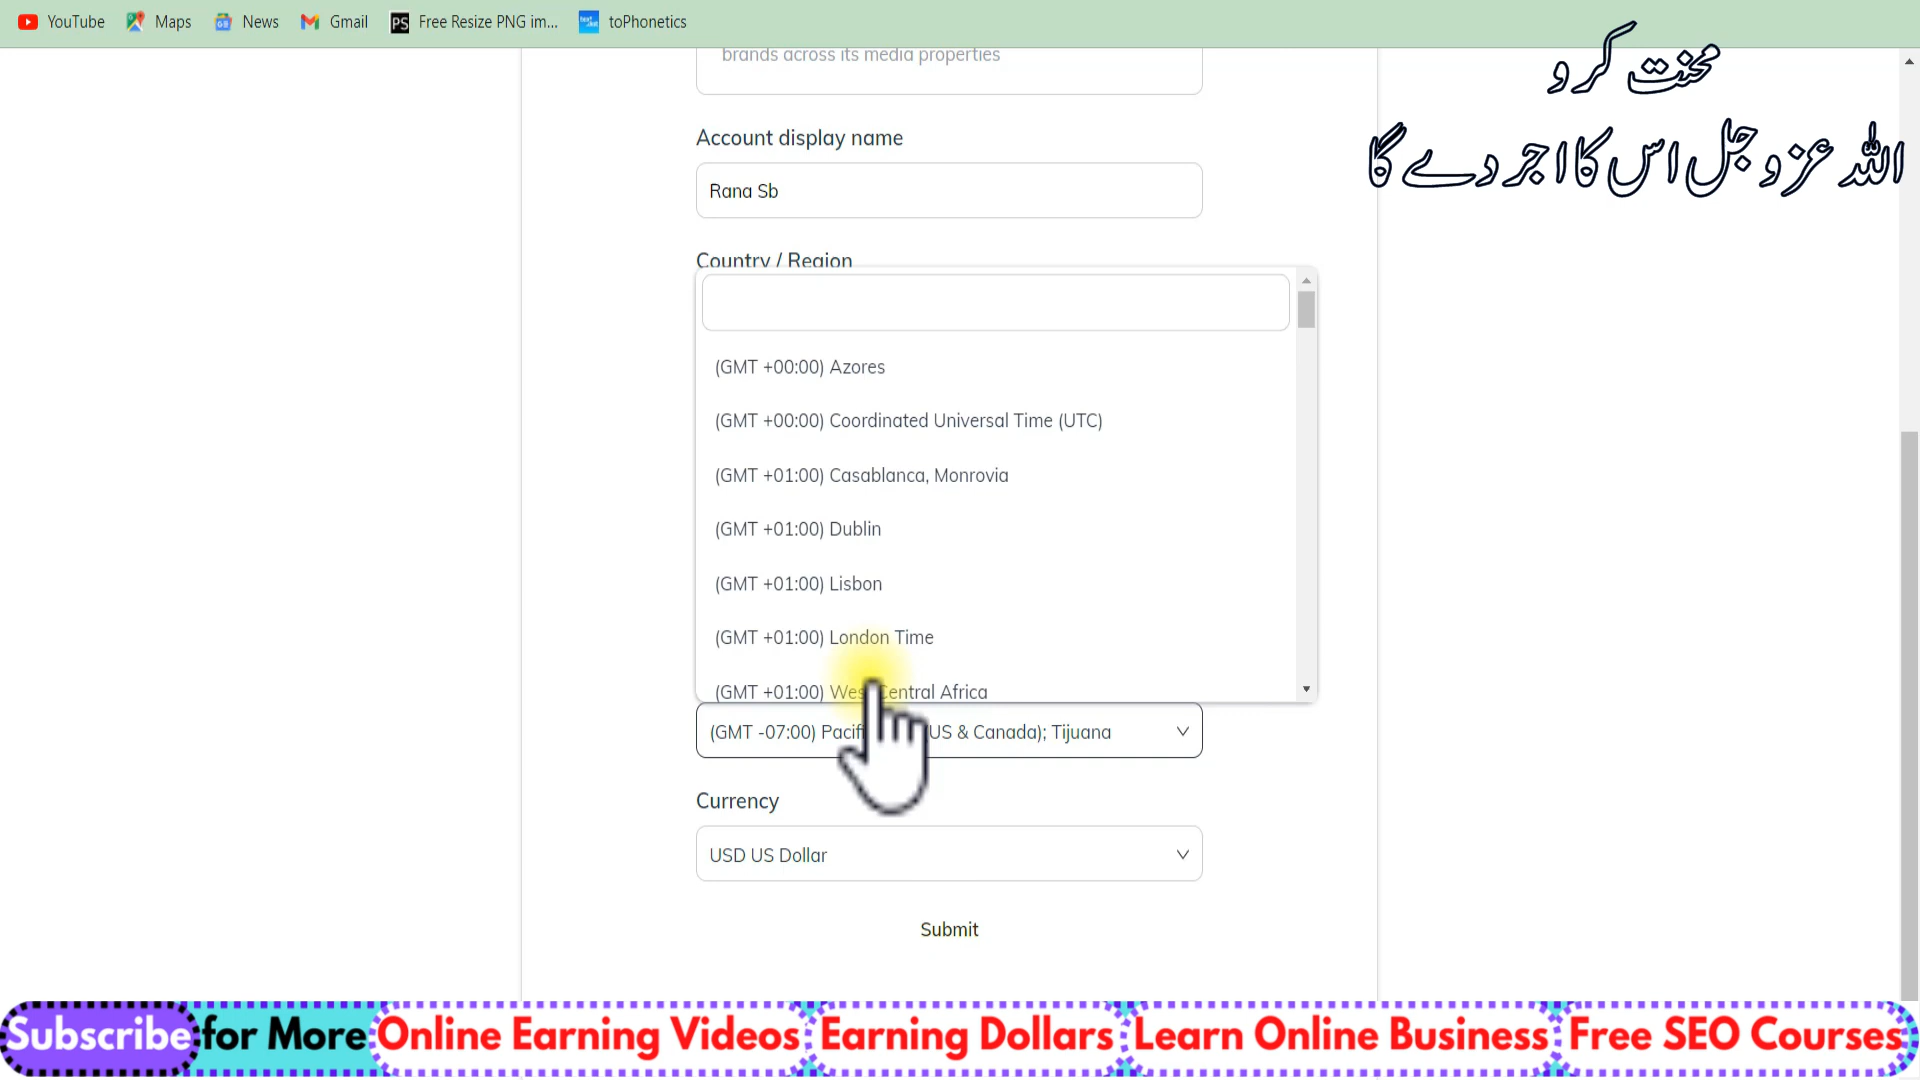 YouTube Maps News Gmail Free Resize PNG im... toPhonetics
محنت کرو
اللہ عزوجل اس کا اجر دے گا
brands across its media properties
Account display name
Rana Sb
Country / Region
(GMT +00:00) Azores
(GMT +00:00) Coordinated Universal Time (UTC)
(GMT +01:00) Casablanca, Monrovia
(GMT +01:00) Dublin
(GMT +01:00) Lisbon
(GMT +01:00) London Time
(GMT +01:00) West Central Africa
(GMT -07:00) Pacific (US & Canada); Tijuana
Currency
USD US Dollar
Submit
Subscribe for More Online Earning Videos Earning Dollars Learn Online Business Free SEO Courses